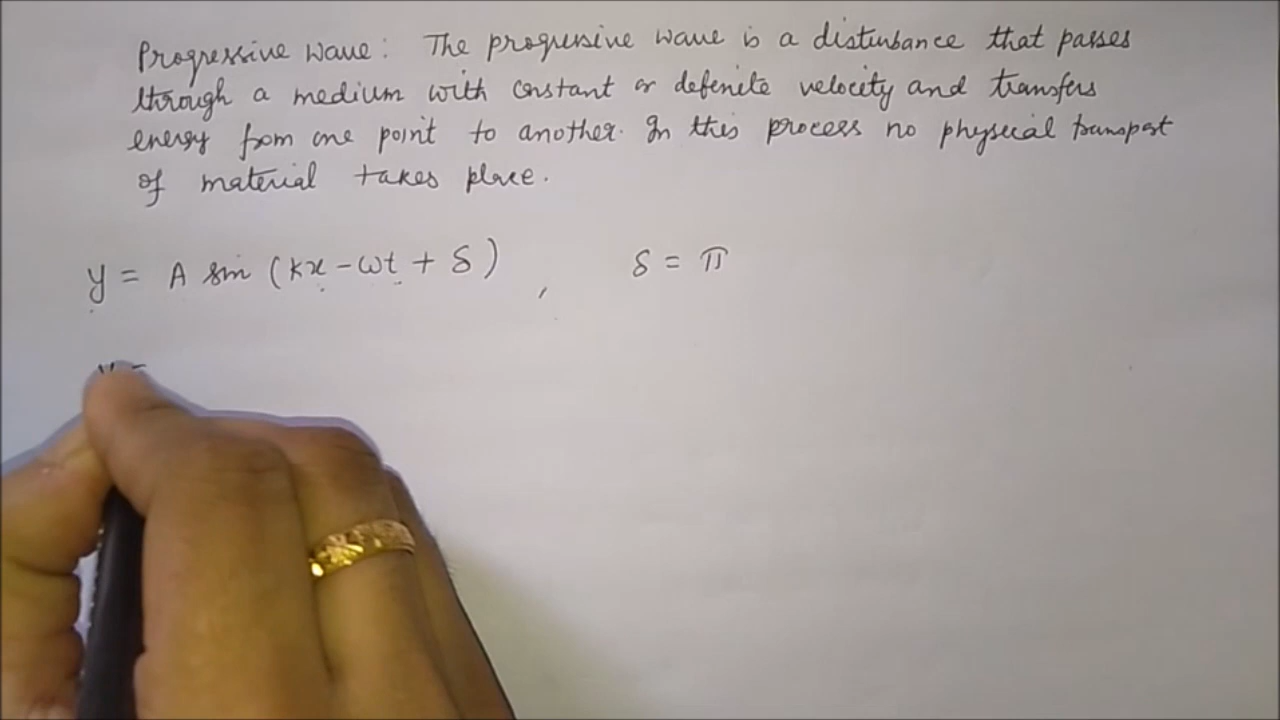 Progressive wave: The progressive wave is a disturbance that passes
through a medium with constant or definite velocity and transfers
energy from one point to another. In this process no physical transport
of material takes place.
y = A sin (kx - ωt + δ) , δ = π